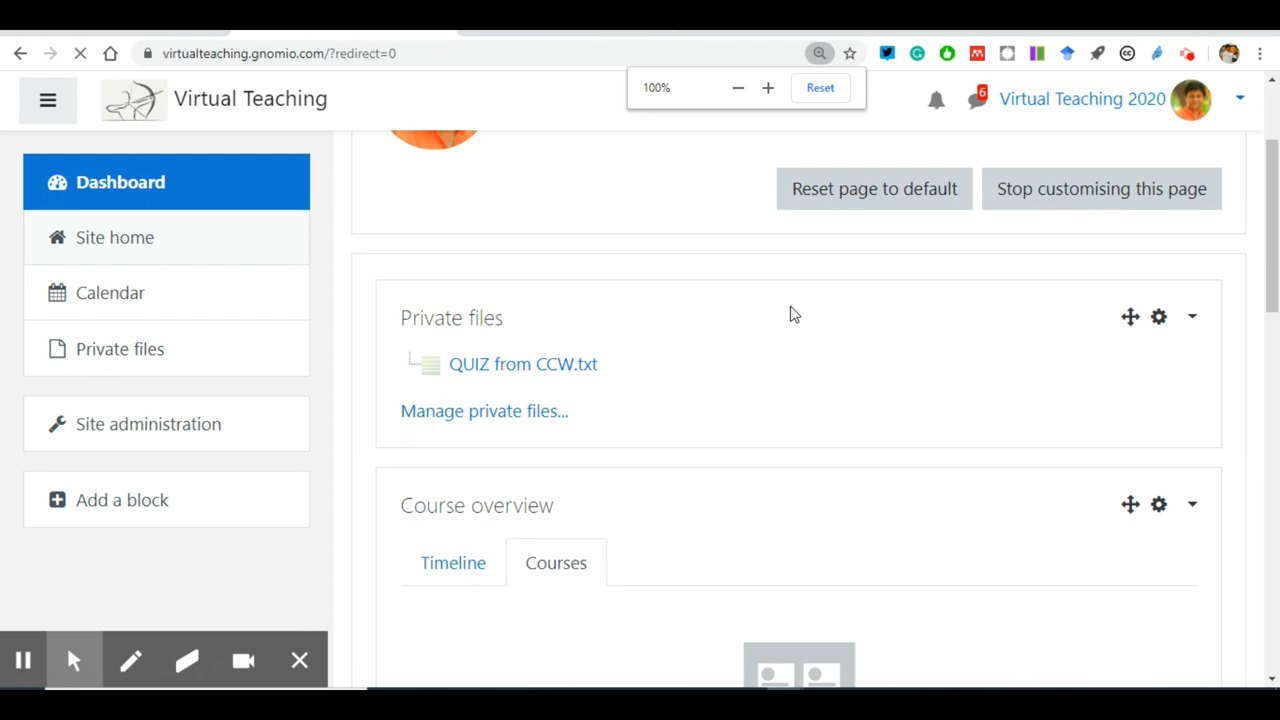 virtualteaching.gnomio.com/?redirect=0
100%
Reset
Virtual Teaching
6
Virtual Teaching 2020
Dashboard
Site home
Calendar
Private files
Site administration
Add a block
Reset page to default
Stop customising this page
Private files
QUIZ from CCW.txt
Manage private files...
Course overview
Timeline
Courses